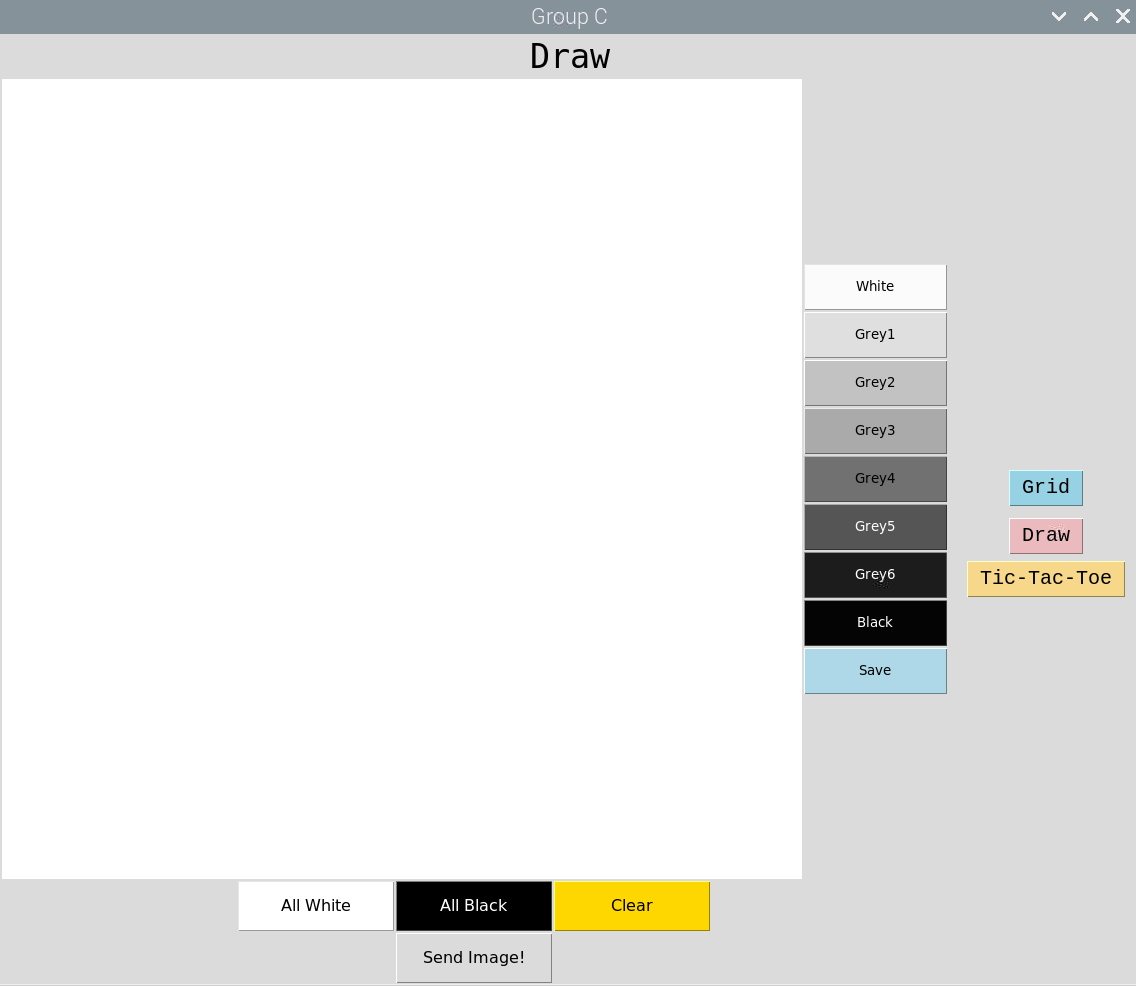 Group C
Draw
White
Grey1
Grey2
Grey3
Grey4
Grey5
Grey6
Black
Save
Grid
Draw
Tic-Tac-Toe
All White
All Black
Clear
Send Image!